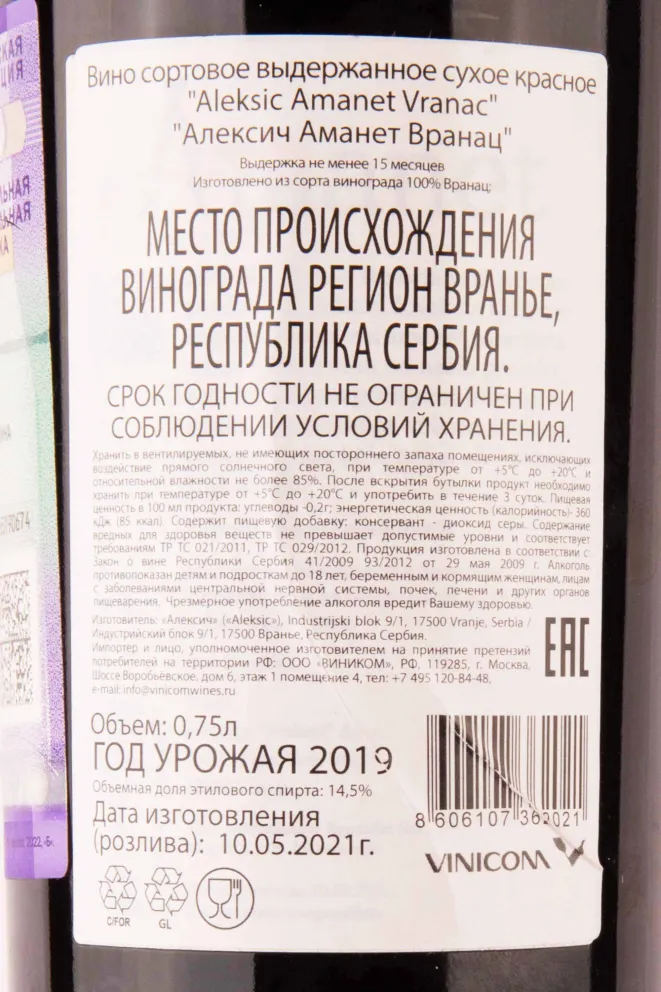 СКАЯ
ЦИЯ
ЬНАЯ
ЛЬНАЯ
КА
Вино сортовое выдержанное сухое красное
"Aleksic Amanet Vranac"
"Алексич Аманет Вранац"
Выдержка не менее 15 месяцев
Изготовлено из сорта винограда 100% Вранац;
МЕСТО ПРОИСХОЖДЕНИЯ
ВИНОГРАДА РЕГИОН ВРАНЬЕ,
РЕСПУБЛИКА СЕРБИЯ.
СРОК ГОДНОСТИ НЕ ОГРАНИЧЕН ПРИ
СОБЛЮДЕНИИ УСЛОВИЙ ХРАНЕНИЯ.
Хранить в вентилируемых, не имеющих постороннего запаха помещениях, исключающих
воздействие прямого солнечного света, при температуре от +5°С до +20°С и
относительной влажности не более 85%. После вскрытия бутылки продукт необходимо
хранить при температуре от +5°С до +20°С и употребить в течение 3 суток. Пищевая
ценность в 100 мл продукта: углеводы -0,2г; энергетическая ценность (калорийность)- 360
кДж (85 ккал). Содержит пищевую добавку: консервант - диоксид серы. Содержание
вредных для здоровья веществ не превышает допустимые уровни и соответствует
требованиям ТР ТС 021/2011, ТР ТС 029/2012. Продукция изготовлена в соответствии с:
Закон о вине Республики Сербия 41/2009 93/2012 от 29 мая 2009 г. Алкоголь
противопоказан детям и подросткам до 18 лет, беременным и кормящим женщинам, лицам
с заболеваниями центральной нервной системы, почек, печени и других органов
пищеварения. Чрезмерное употребление алкоголя вредит Вашему здоровью.
Изготовитель: «Алексич» («Aleksic»), Industrijski blok 9/1, 17500 Vranje, Serbia /
Индустрийский блок 9/1, 17500 Вранье, Республика Сербия.
Импортер и лицо, уполномоченное изготовителем на принятие претензий
потребителей на территории РФ: ООО «ВИНИКОМ», РФ, 119285, г. Москва,
Шоссе Воробьёвское, дом 6, этаж 1 помещение 4, тел: +7 495 120-84-48,
e-mail: info@vinicomwines.ru
EAC
Объем: 0,75л
ГОД УРОЖАЯ 2019
Объемная доля этилового спирта: 14,5%
Дата изготовления
(розлива): 10.05.2021г.
8 606107 362021
VINICOM
C/FOR
GL